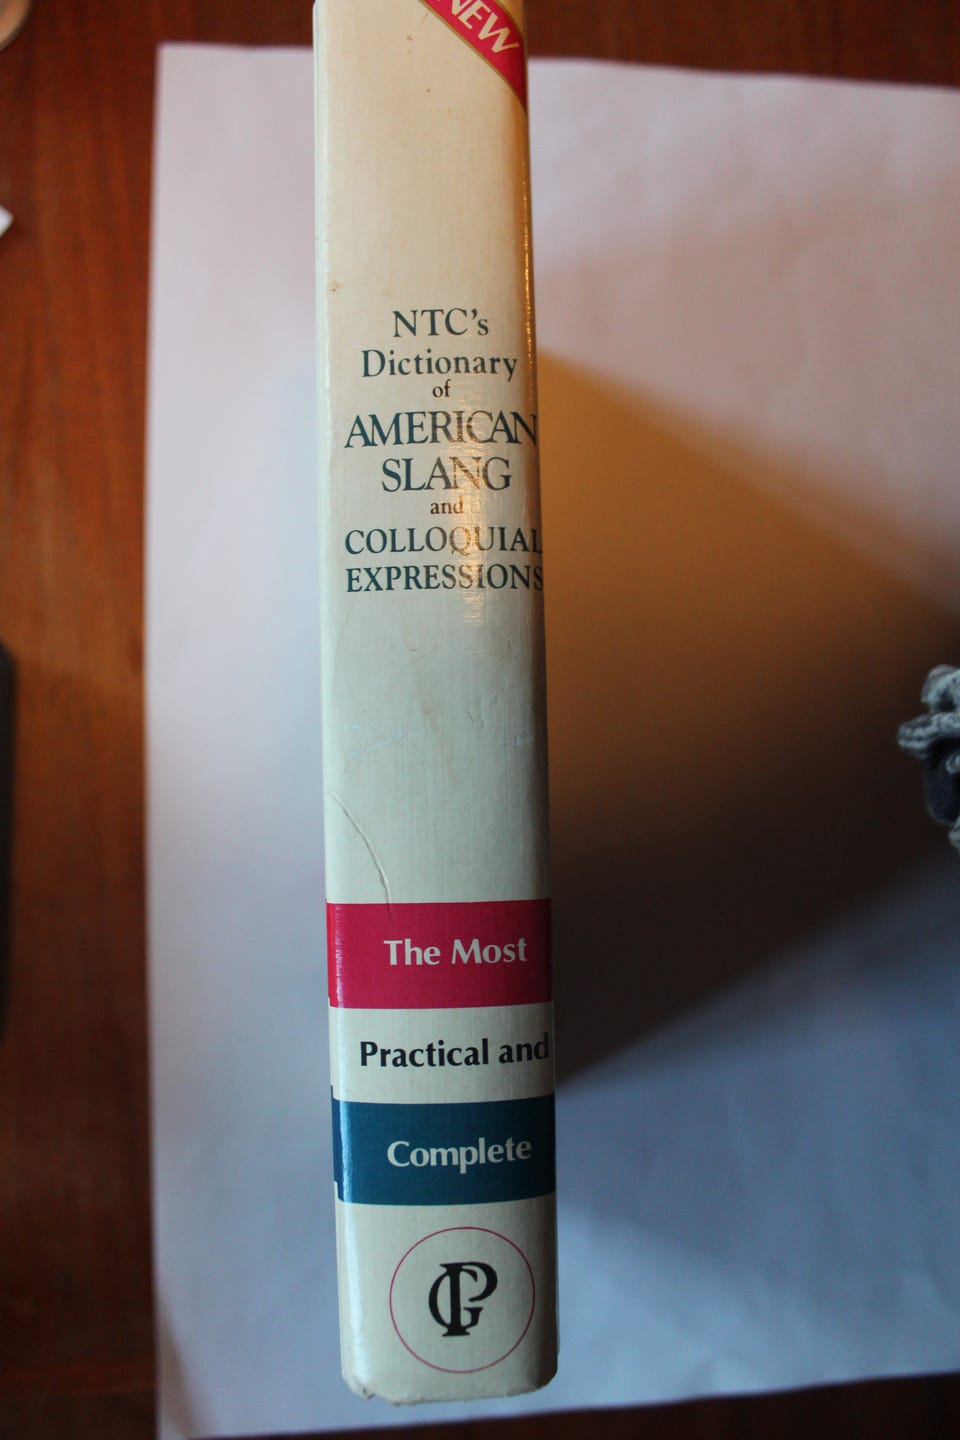 NEW
NTC's
Dictionary
of
AMERICAN
SLANG
and
COLLOQUIAL
EXPRESSIONS
The Most
Practical and
Complete